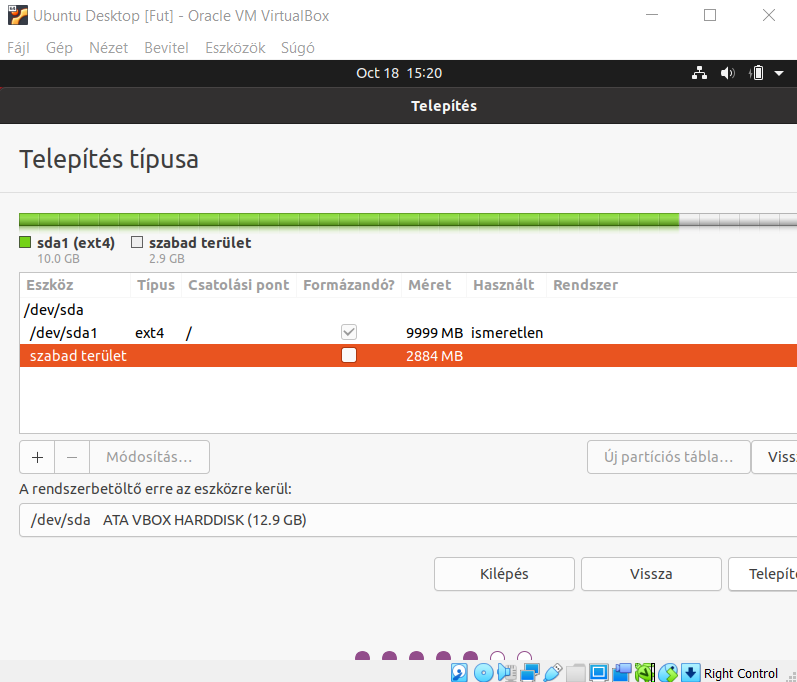 Ubuntu Desktop [Fut] - Oracle VM VirtualBox
Fájl Gép Nézet Bevitel Eszközök Súgó
Oct 18 15:20
Telepítés
Telepítés típusa
sda1 (ext4) szabad terület
10.0 GB 2.9 GB
Eszköz Típus Csatolási pont Formázandó? Méret Használt Rendszer
/dev/sda
/dev/sda1 ext4 / 9999 MB ismeretlen
szabad terület 2884 MB
+ − Módosítás... Új partíciós tábla... Viss
A rendszerbetöltő erre az eszközre kerül:
/dev/sda ATA VBOX HARDDISK (12.9 GB)
Kilépés Vissza Telepít
Right Control